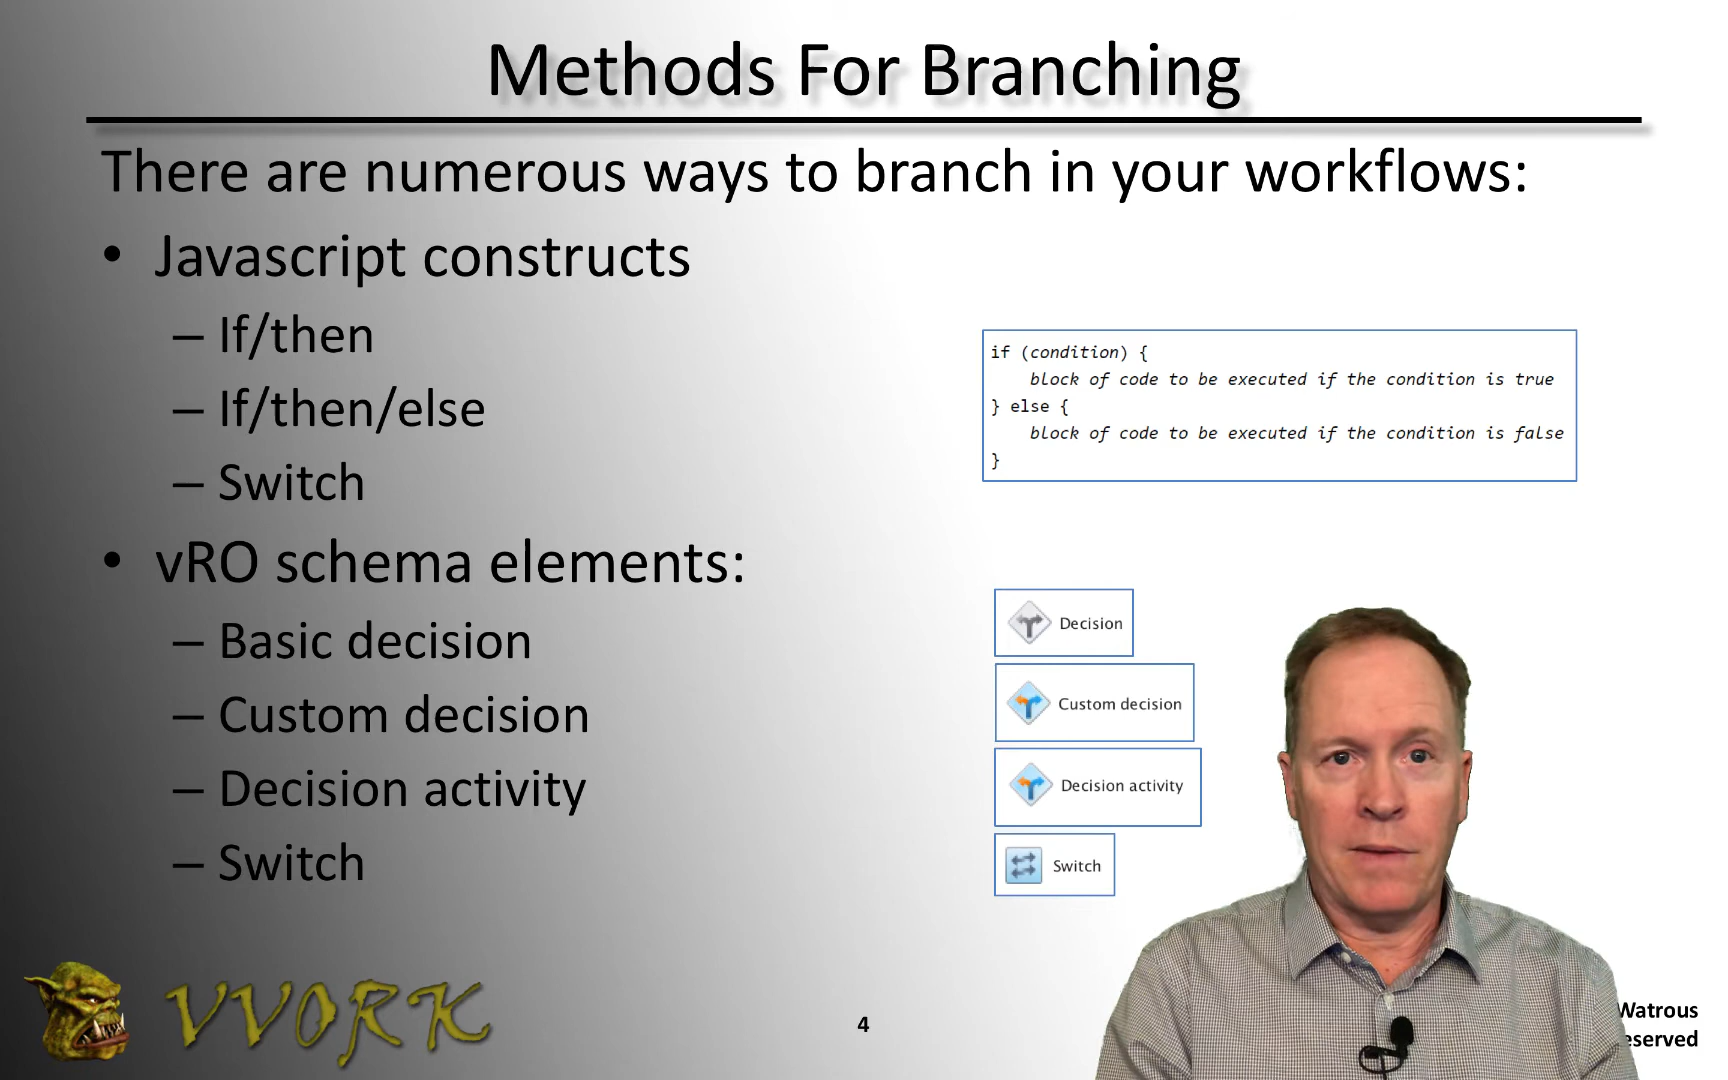 Methods For Branching
There are numerous ways to branch in your workflows:
• Javascript constructs
– If/then
– If/then/else
– Switch
if (condition) {
block of code to be executed if the condition is true
} else {
block of code to be executed if the condition is false
}
• vRO schema elements:
– Basic decision
– Custom decision
– Decision activity
– Switch
Decision
Custom decision
Decision activity
Switch
VVORK
4
Watrous